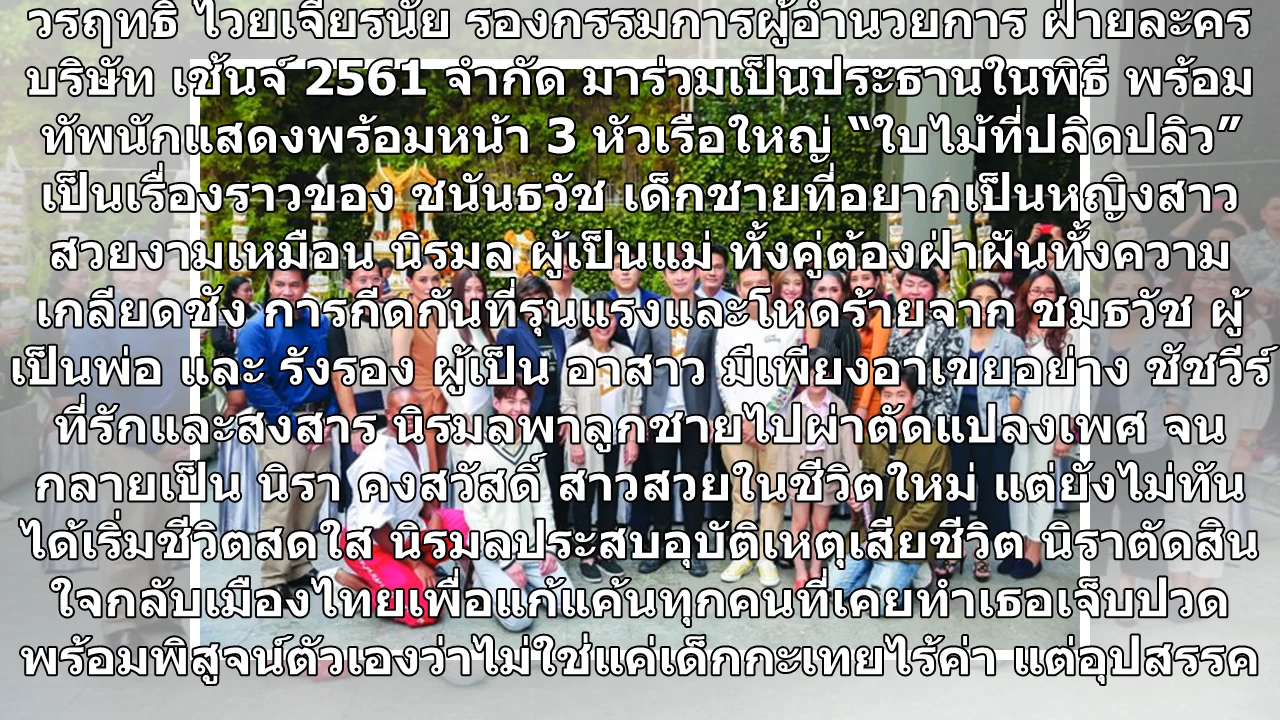 วรฤทธิ์ ไวยเจียรนัย รองกรรมการผู้อำนวยการ ฝ่ายละคร
บริษัท เช้นจ์ 2561 จำกัด มาร่วมเป็นประธานในพิธี พร้อม
ทัพนักแสดงพร้อมหน้า 3 หัวเรือใหญ่ “ใบไม้ที่ปลิดปลิว”
เป็นเรื่องราวของ ชนันธวัช เด็กชายที่อยากเป็นหญิงสาว
สวยงามเหมือน นิรมล ผู้เป็นแม่ ทั้งคู่ต้องฝ่าฝันทั้งความ
เกลียดชัง การกีดกันที่รุนแรงและโหดร้ายจาก ชมธวัช ผู้
เป็นพ่อ และ รังรอง ผู้เป็น อาสาว มีเพียงอาเขยอย่าง ชัชวีร์
ที่รักและสงสาร นิรมลพาลูกชายไปผ่าตัดแปลงเพศ จน
กลายเป็น นิรา คงสวัสดิ์ สาวสวยในชีวิตใหม่ แต่ยังไม่ทัน
ได้เริ่มชีวิตสดใส นิรมลประสบอุบัติเหตุเสียชีวิต นิราตัดสิน
ใจกลับเมืองไทยเพื่อแก้แค้นทุกคนที่เคยทำเธอเจ็บปวด
พร้อมพิสูจน์ตัวเองว่าไม่ใช่แค่เด็กกะเทยไร้ค่า แต่อุปสรรค